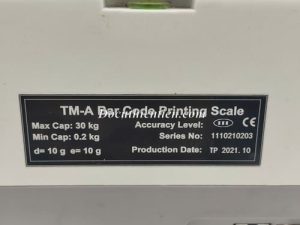 TM-A Bar Code Printing Scale
Max Cap: 30 kg Accuracy Level: III CE
Min Cap: 0.2 kg Series No: 1110210203
d= 10 g e= 10 g Production Date: TP 2021.10